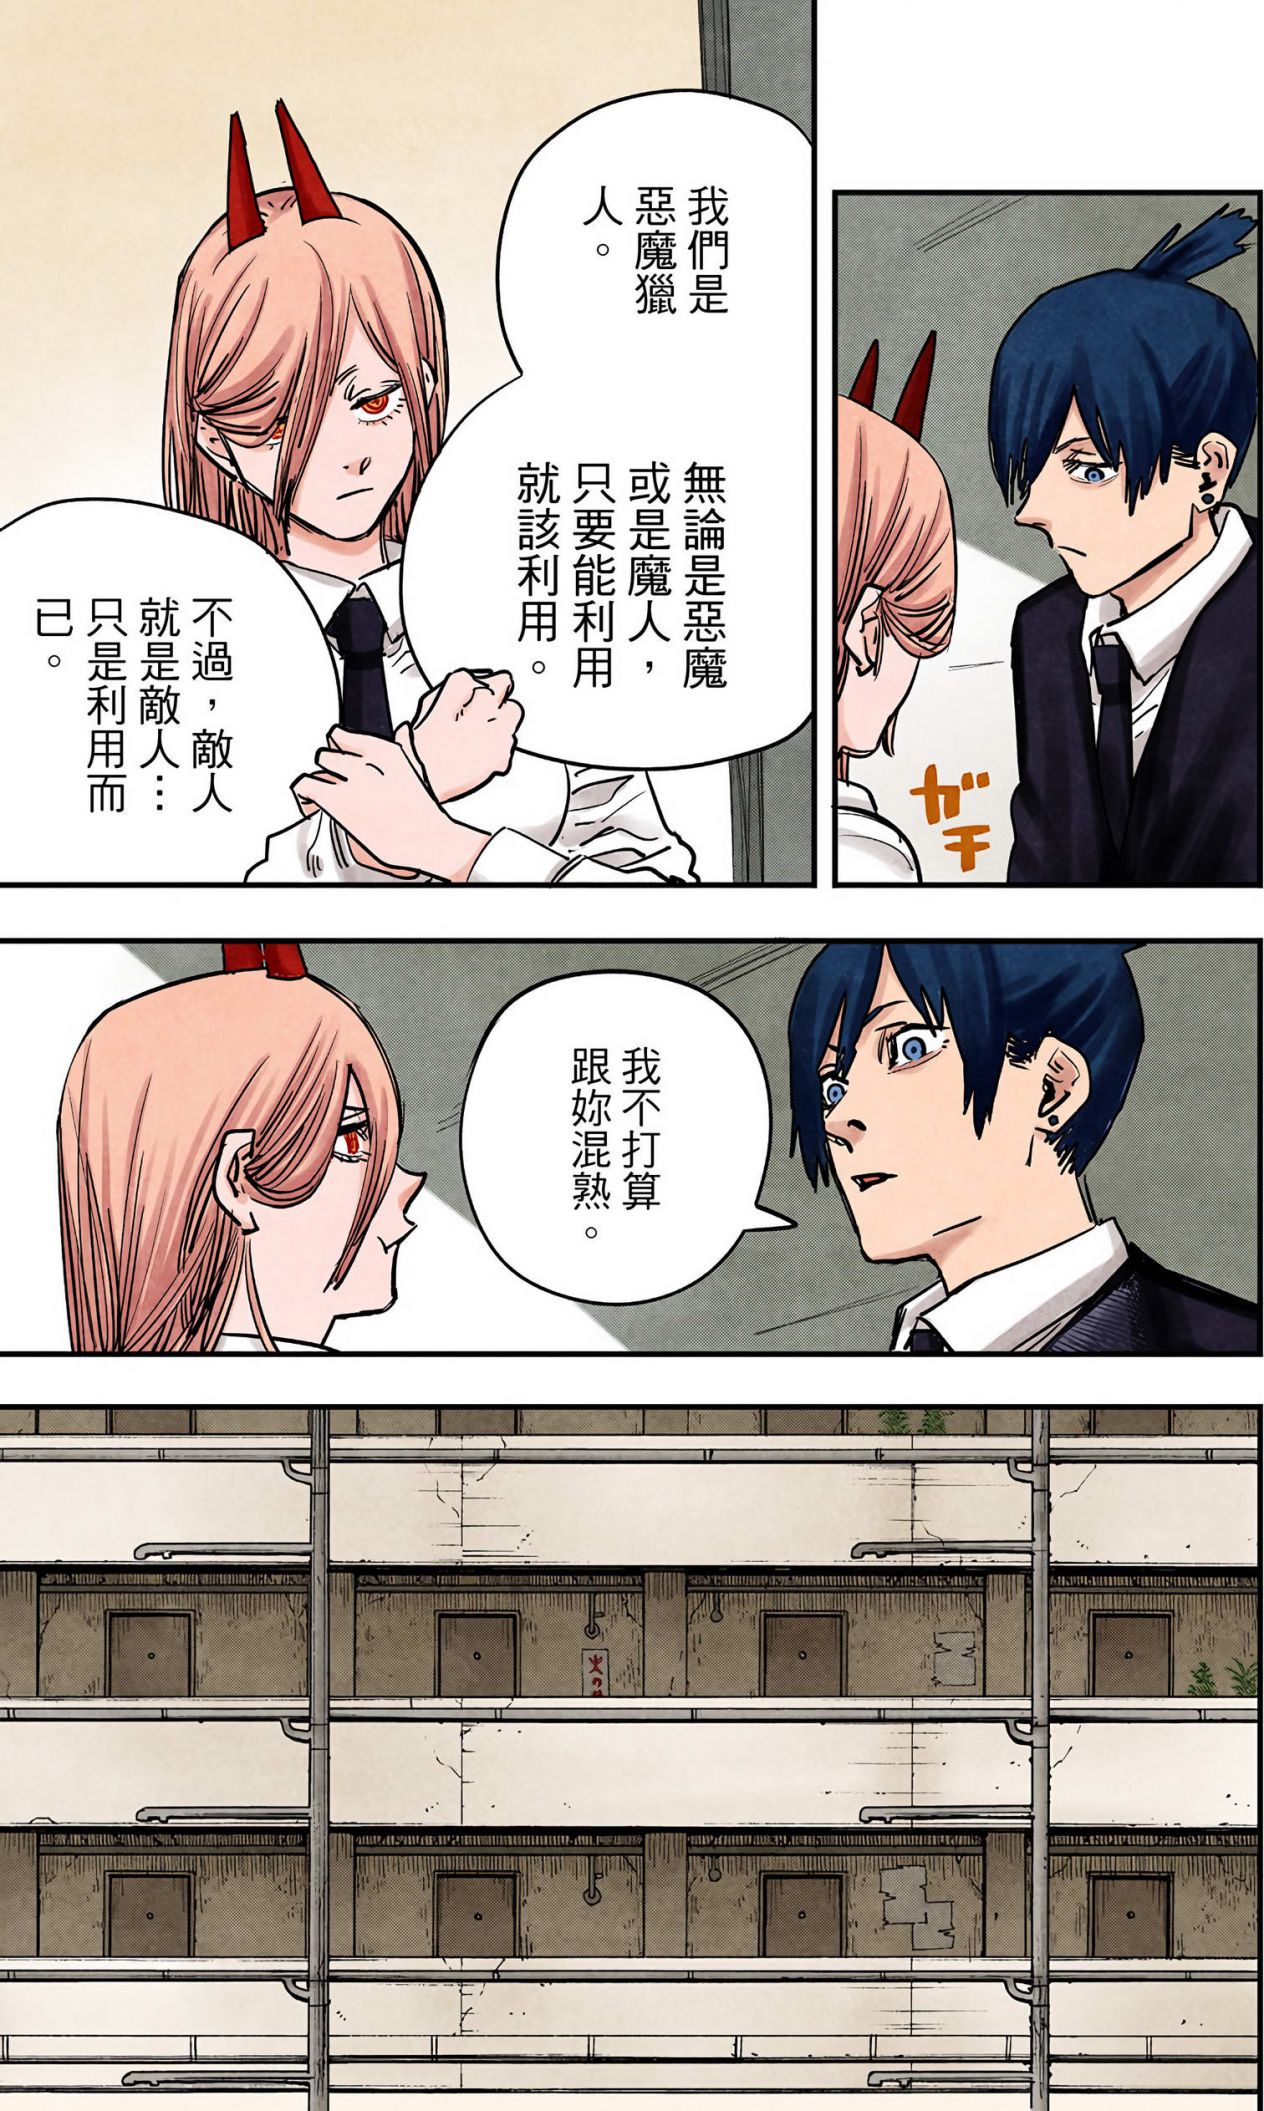 ガチ
我們是
惡魔獵
人。
無論是惡魔
或是魔人，
只要能利用
就該利用。
不過，敵人
就是敵人…
只是利用而
已。
我不打算
跟妳混熟。
火の